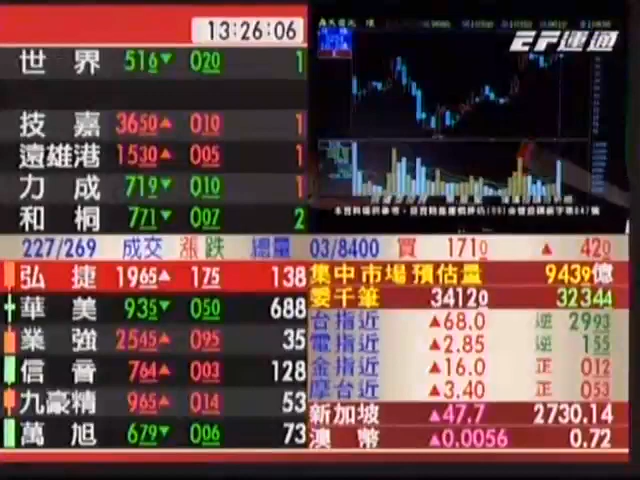 13:26:06
EF運通
世界 516▼ 020 1
技嘉 3650▲ 010 1
遠雄港 1530▲ 005 1
力成 719▼ 010 1
和桐 771▼ 007 2
227/269 成交 漲跌 總量
03/8400 買 1710 ▲ 420
弘捷 1965▲ 175 138
華美 935▼ 050 688
業強 2545▲ 095 35
信音 764▲ 003 128
九豪精 965▲ 014 53
萬旭 679▼ 006 73
集中市場預估量 9439億
委千筆 34120 32344
台指近 ▲68.0 逆 2993
電指近 ▲2.85 逆 155
金指近 ▲16.0 正 012
摩台近 ▲3.40 正 053
新加坡 ▲47.7 2730.14
澳幣 ▲0.0056 0.72